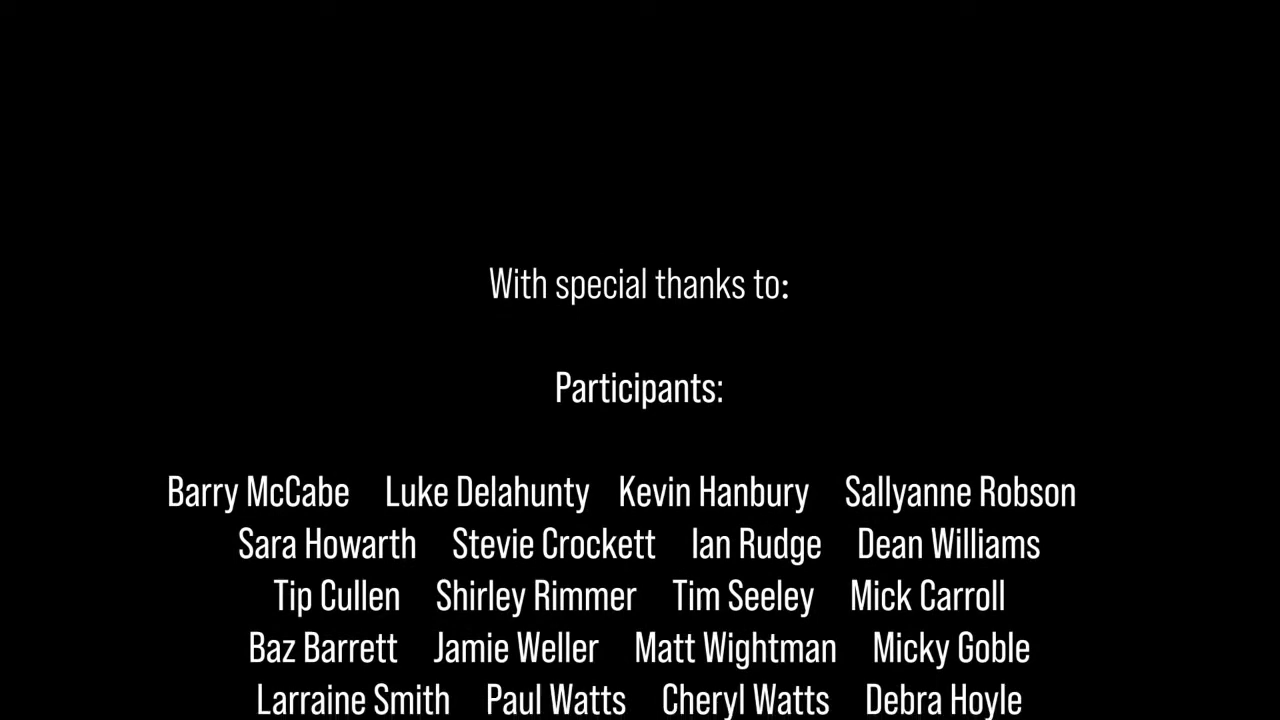 With special thanks to:
Participants:
Barry McCabe Luke Delahunty Kevin Hanbury Sallyanne Robson
Sara Howarth Stevie Crockett Ian Rudge Dean Williams
Tip Cullen Shirley Rimmer Tim Seeley Mick Carroll
Baz Barrett Jamie Weller Matt Wightman Micky Goble
Larraine Smith Paul Watts Cheryl Watts Debra Hoyle